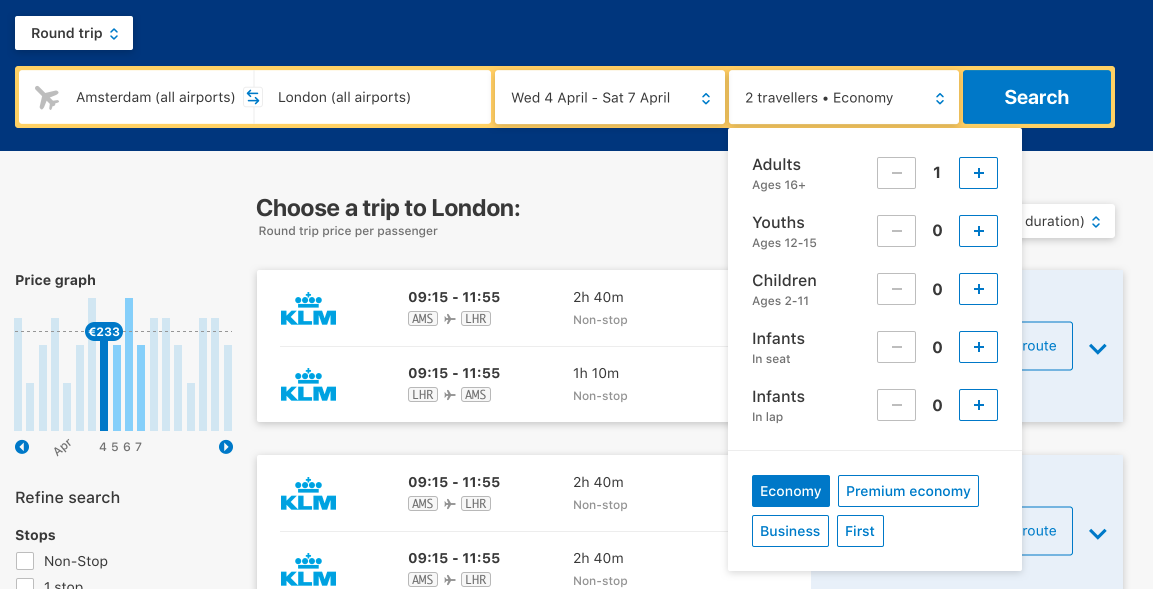 Round trip
Amsterdam (all airports)
London (all airports)
Wed 4 April - Sat 7 April
2 travellers • Economy
Search
Adults
Ages 16+
− 1 +
Youths
Ages 12-15
− 0 +
Children
Ages 2-11
− 0 +
Infants
In seat
− 0 +
Infants
In lap
− 0 +
Economy
Premium economy
Business
First
Choose a trip to London:
Round trip price per passenger
duration)
Price graph
€233
Apr
4 5 6 7
Refine search
Stops
Non-Stop
1 stop
KLM
09:15 - 11:55
AMS LHR
2h 40m
Non-stop
KLM
09:15 - 11:55
LHR AMS
1h 10m
Non-stop
route
KLM
09:15 - 11:55
AMS LHR
2h 40m
Non-stop
KLM
09:15 - 11:55
AMS LHR
2h 40m
Non-stop
route